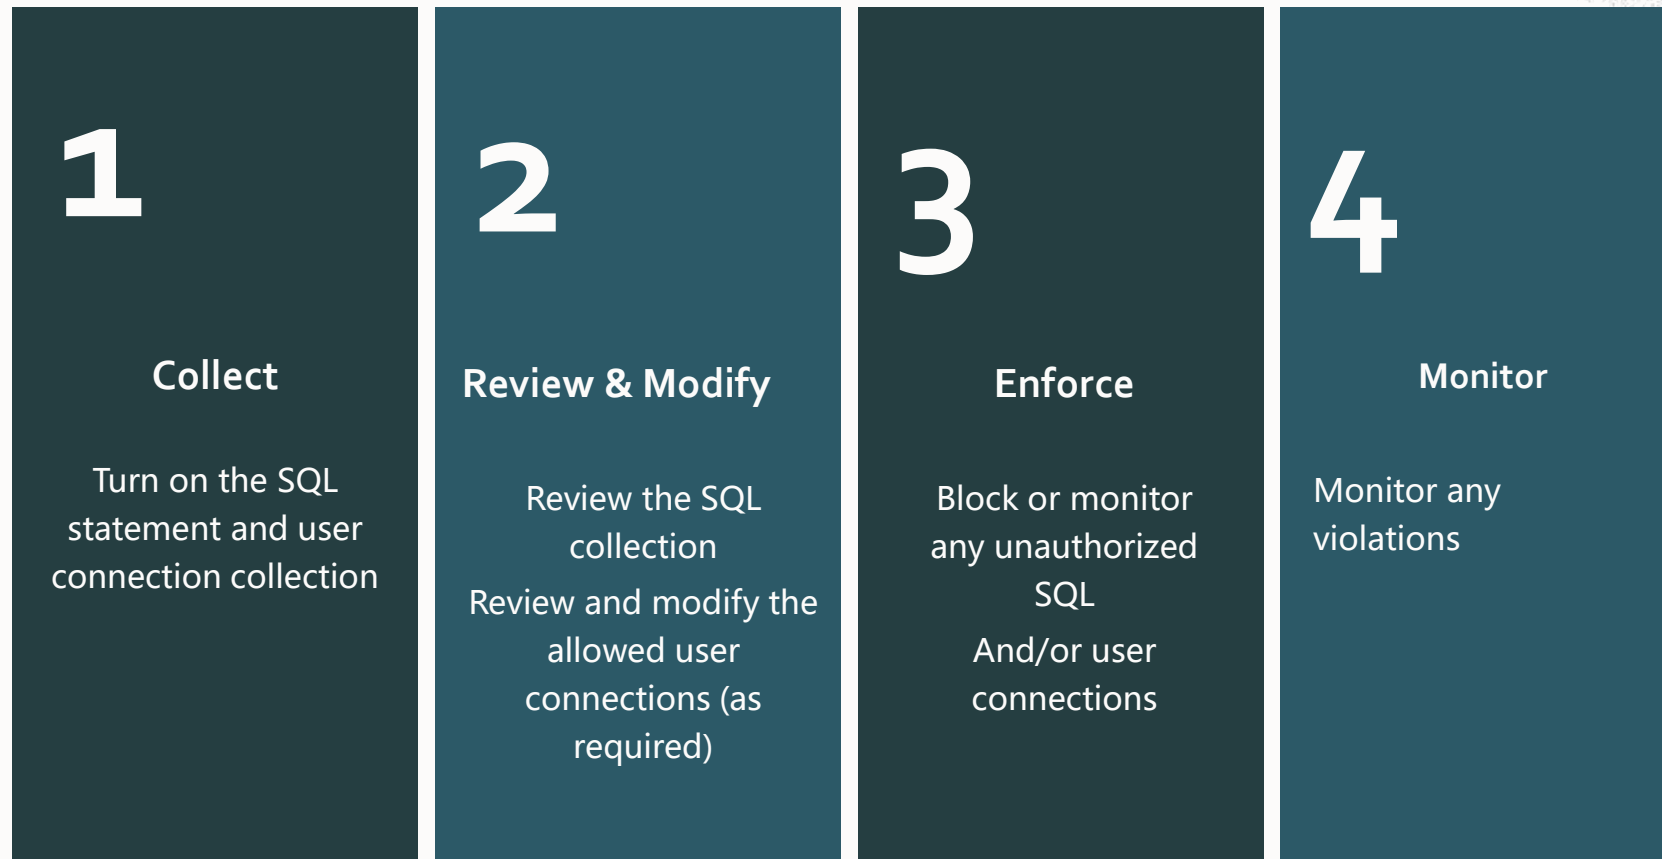 1
Collect
Turn on the SQL
statement and user
connection collection
2
Review & Modify
Review the SQL
collection
Review and modify the
allowed user
connections (as
required)
3
Enforce
Block or monitor
any unauthorized
SQL
And/or user
connections
4
Monitor
Monitor any
violations